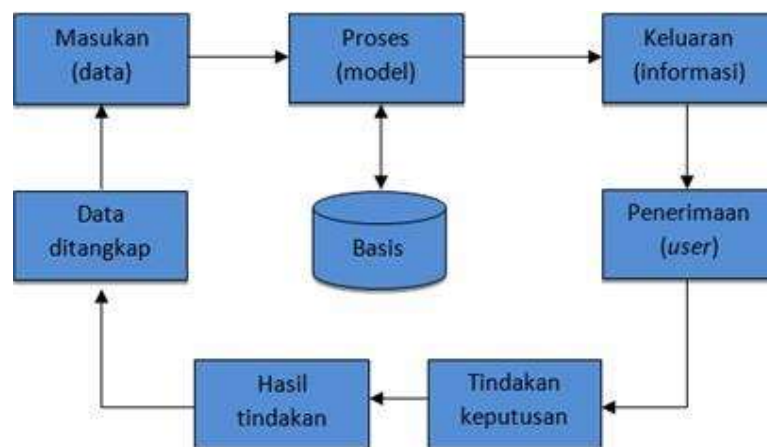 Masukan
(data)
Proses
(model)
Keluaran
(informasi)
Data
ditangkap
Basis
Penerimaan
(user)
Hasil
tindakan
Tindakan
keputusan